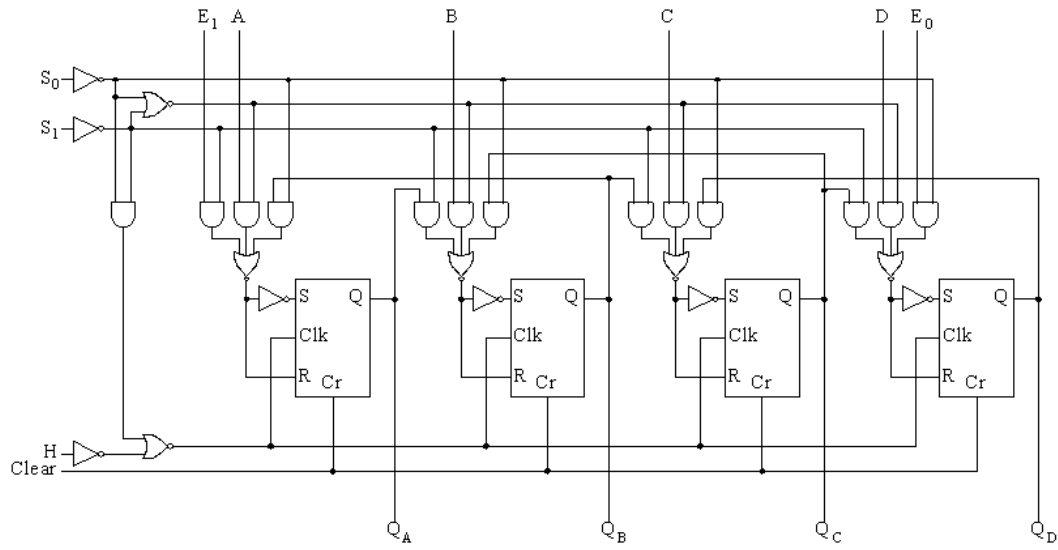 E1 A B C D E0
S0
S1
S Q S Q S Q S Q
Clk Clk Clk Clk
R Cr R Cr R Cr R Cr
H
Clear
QA QB QC QD